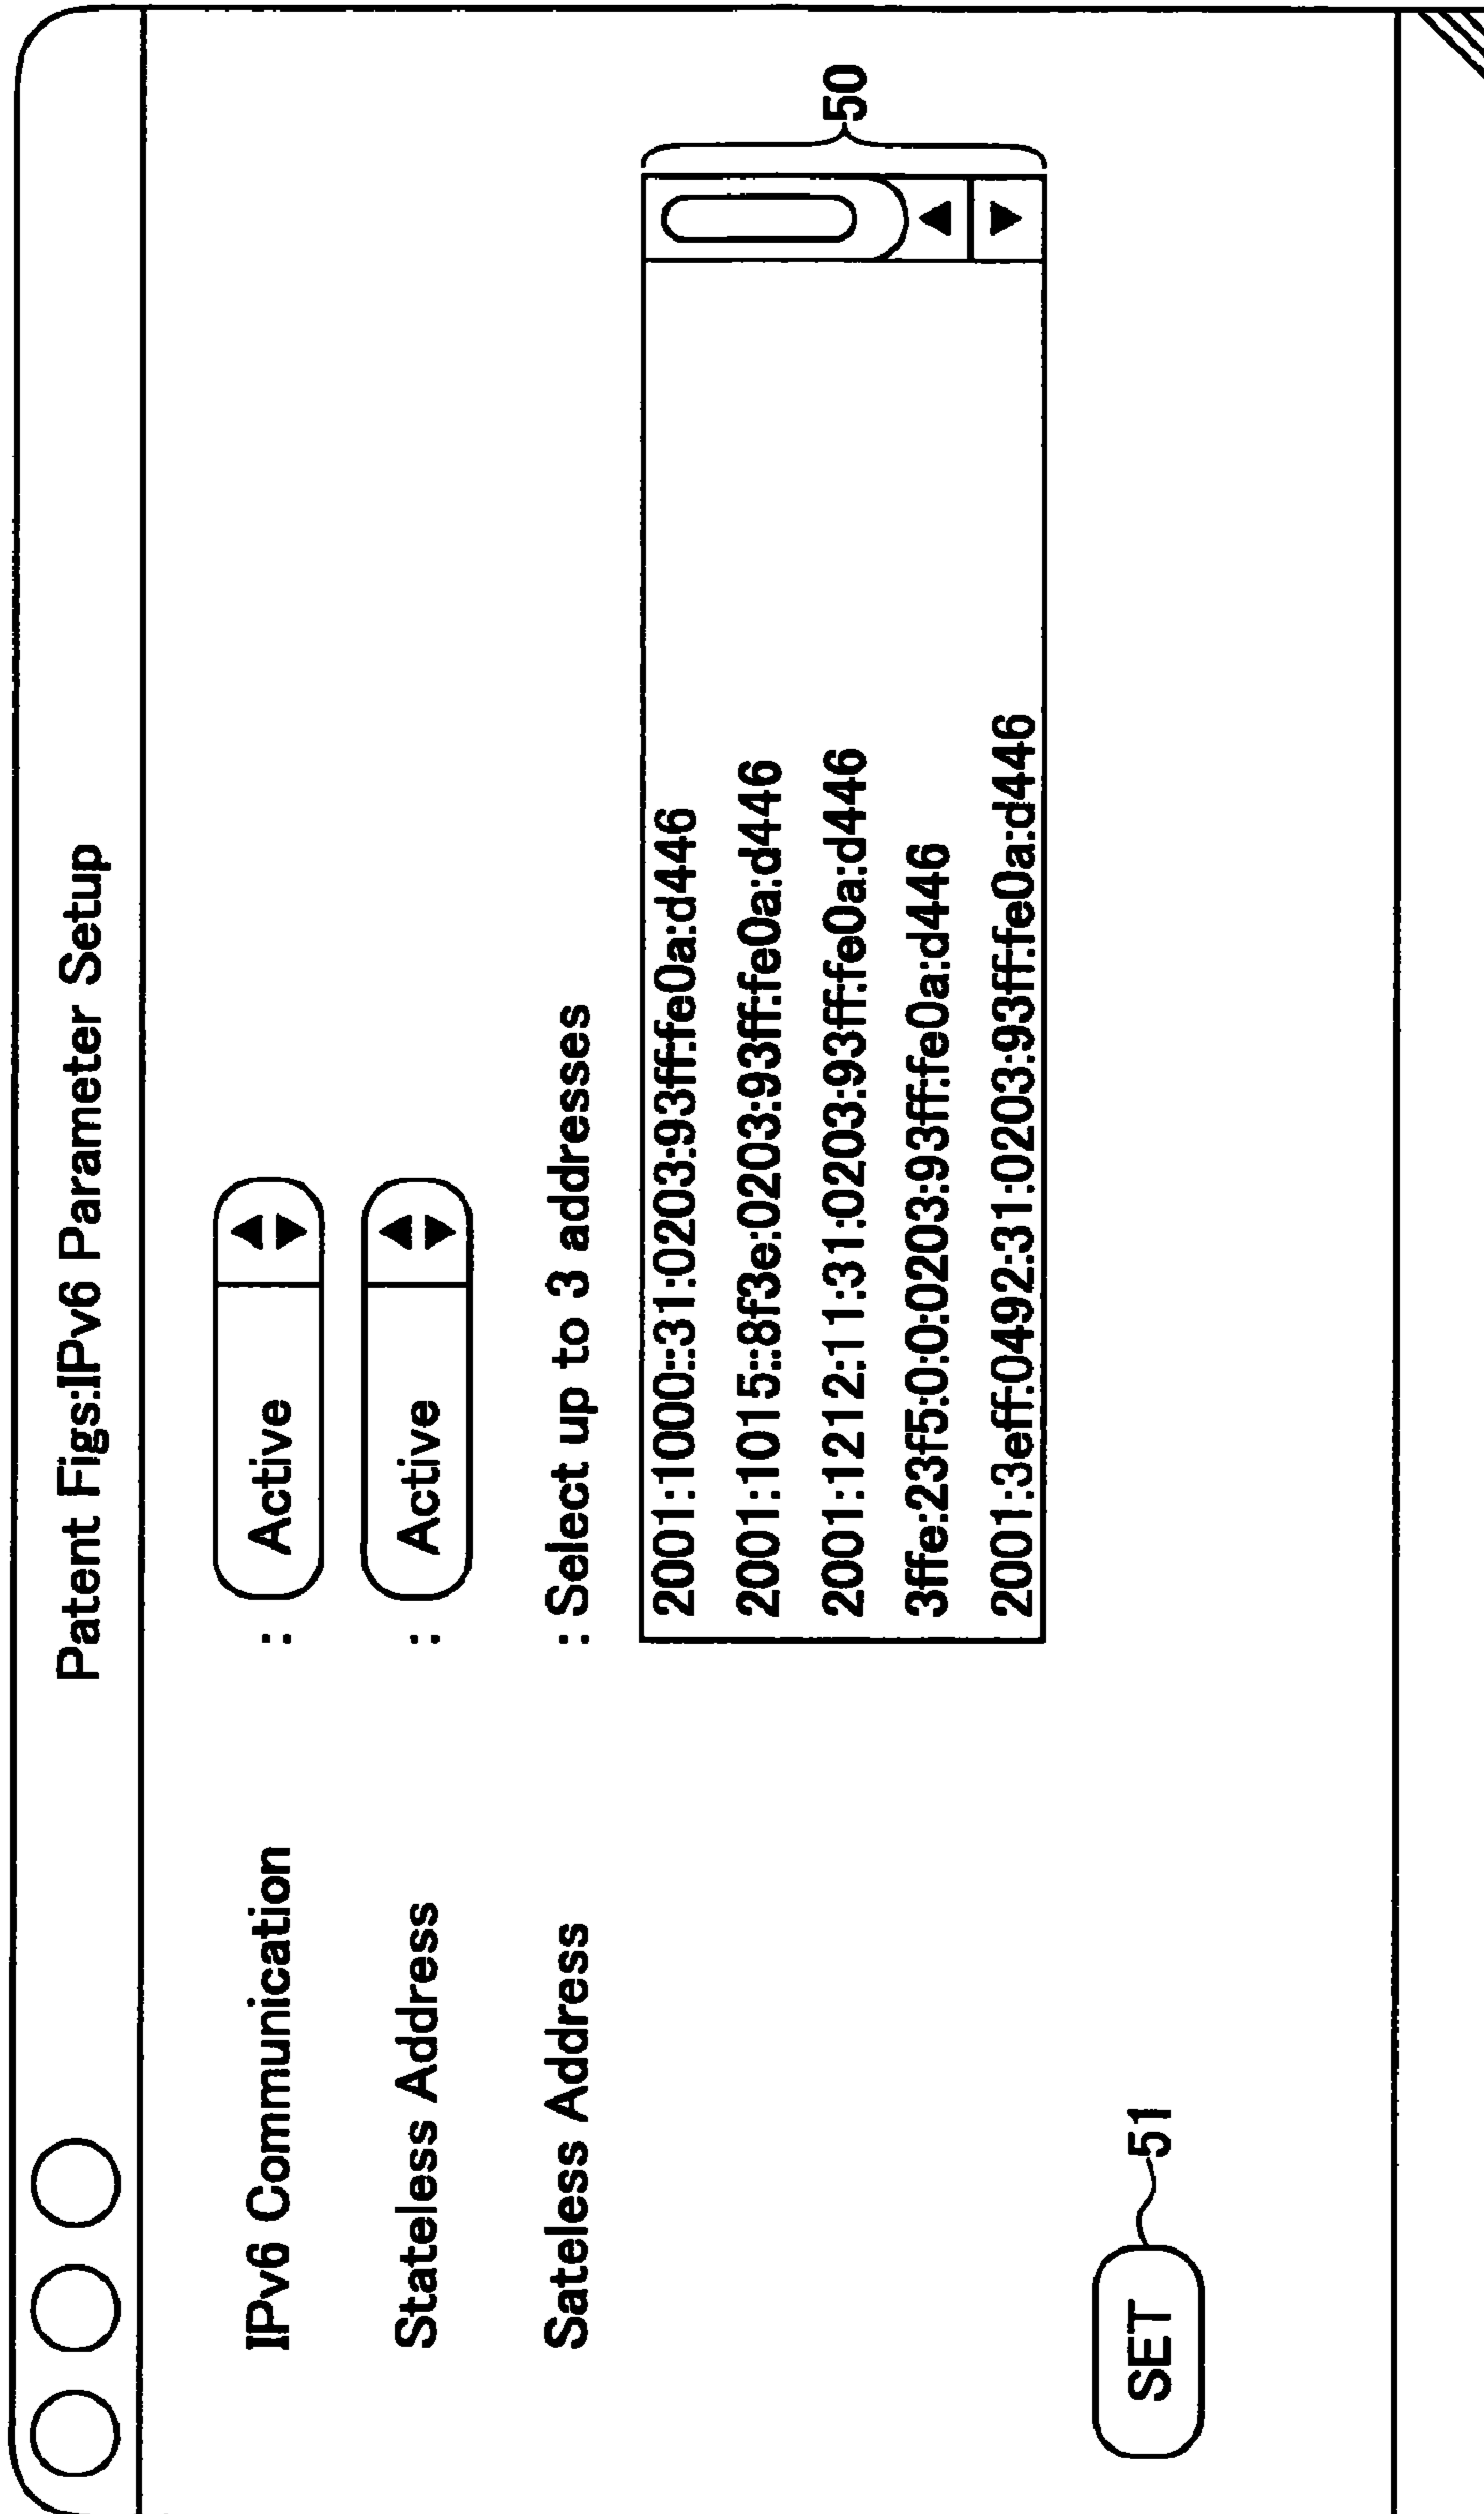 Patent Figs:IPv6 Parameter Setup
IPv6 Communication : Active
Stateless Address : Active
Sateless Address : Select up to 3 addresses
2001:1000::31:0203:93ff:fe0a:d446
2001:1015::8f3e:0203:93ff:fe0a:d446
2001:1212:11:31:0203:93ff:fe0a:d446
3ffe:23f5:0:0:0203:93ff:fe0a:d446
2001:3eff:0492:31:0203:93ff:fe0a:d446
50
SET
51